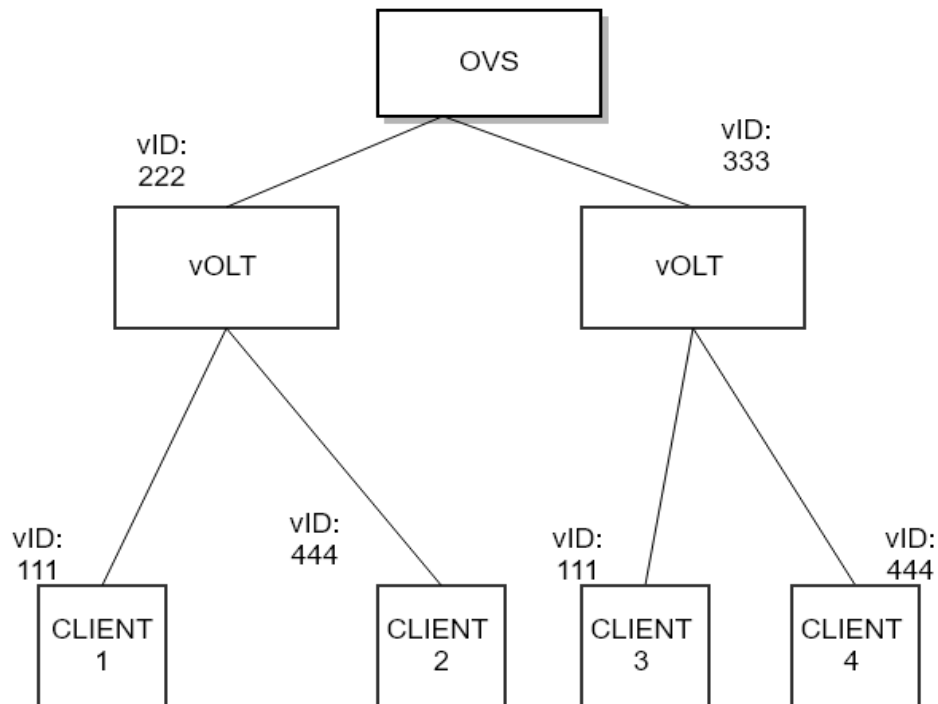 OVS
vID:
222
vID:
333
vOLT
vOLT
vID:
111
vID:
444
vID:
111
vID:
444
CLIENT
1
CLIENT
2
CLIENT
3
CLIENT
4